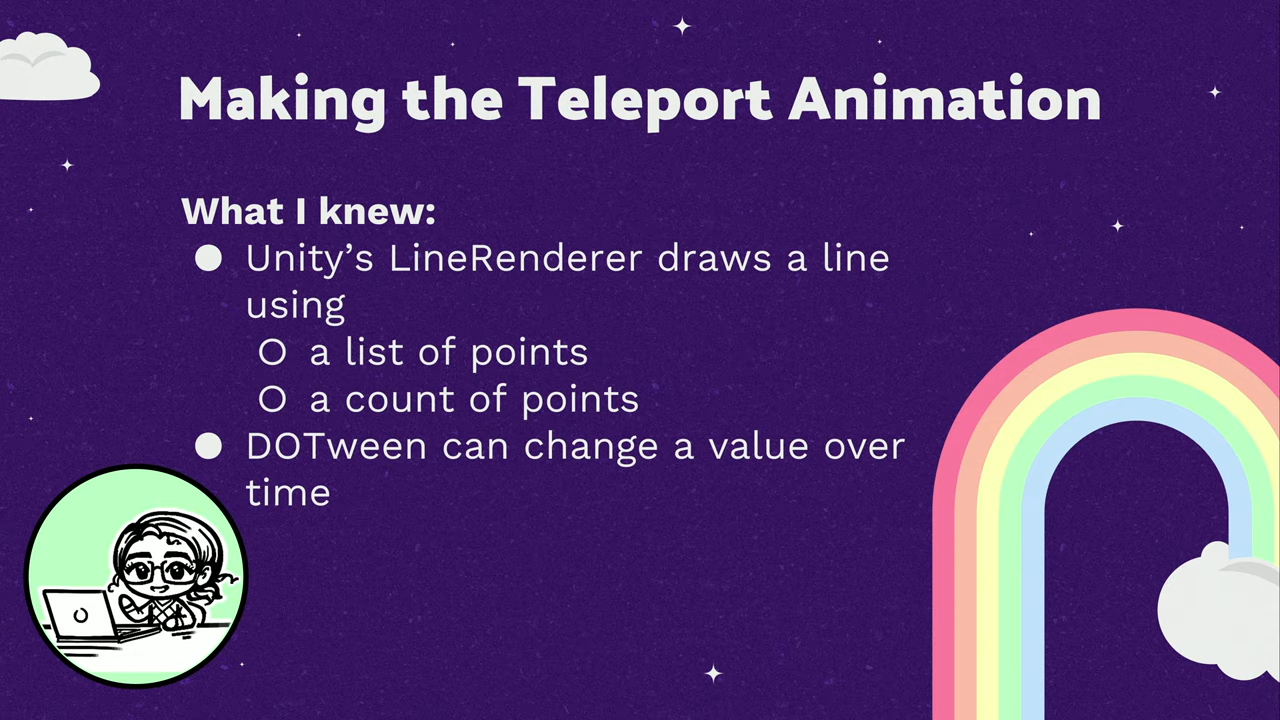 Making the Teleport Animation
What I knew:
● Unity’s LineRenderer draws a line
using
○ a list of points
○ a count of points
● DOTween can change a value over
time